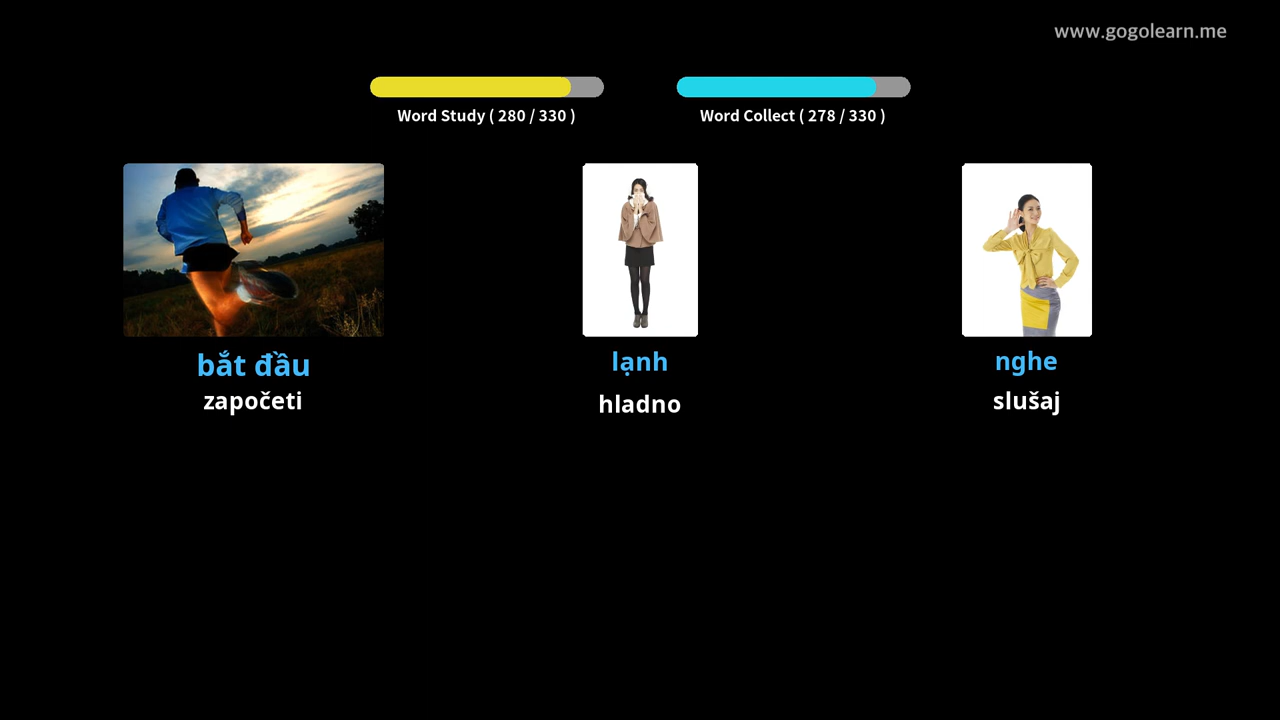 www.gogolearn.me
Word Study ( 280 / 330 )
Word Collect ( 278 / 330 )
bắt đầu
započeti
lạnh
hladno
nghe
slušaj